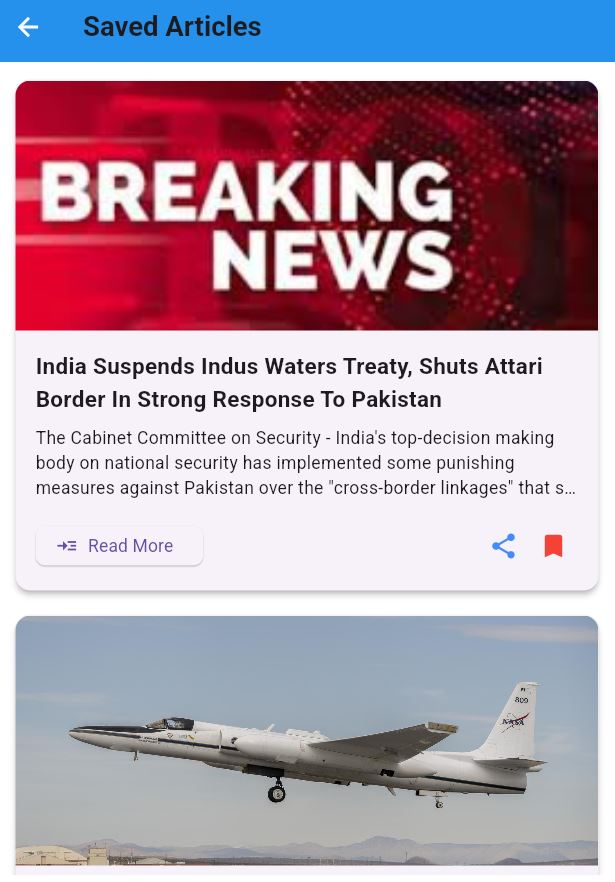 Saved Articles
BREAKING
NEWS
India Suspends Indus Waters Treaty, Shuts Attari
Border In Strong Response To Pakistan
The Cabinet Committee on Security - India's top-decision making
body on national security has implemented some punishing
measures against Pakistan over the "cross-border linkages" that s…
Read More
809
NASA